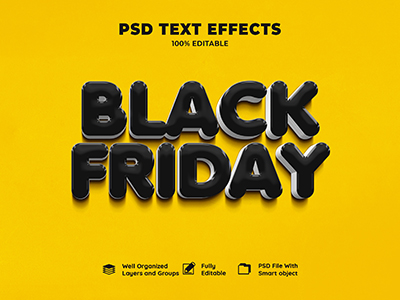 PSD TEXT EFFECTS
100% EDITABLE
BLACK
FRIDAY
Well Organized
Layers and Groups
Fully
Editable
PSD File With
Smart object